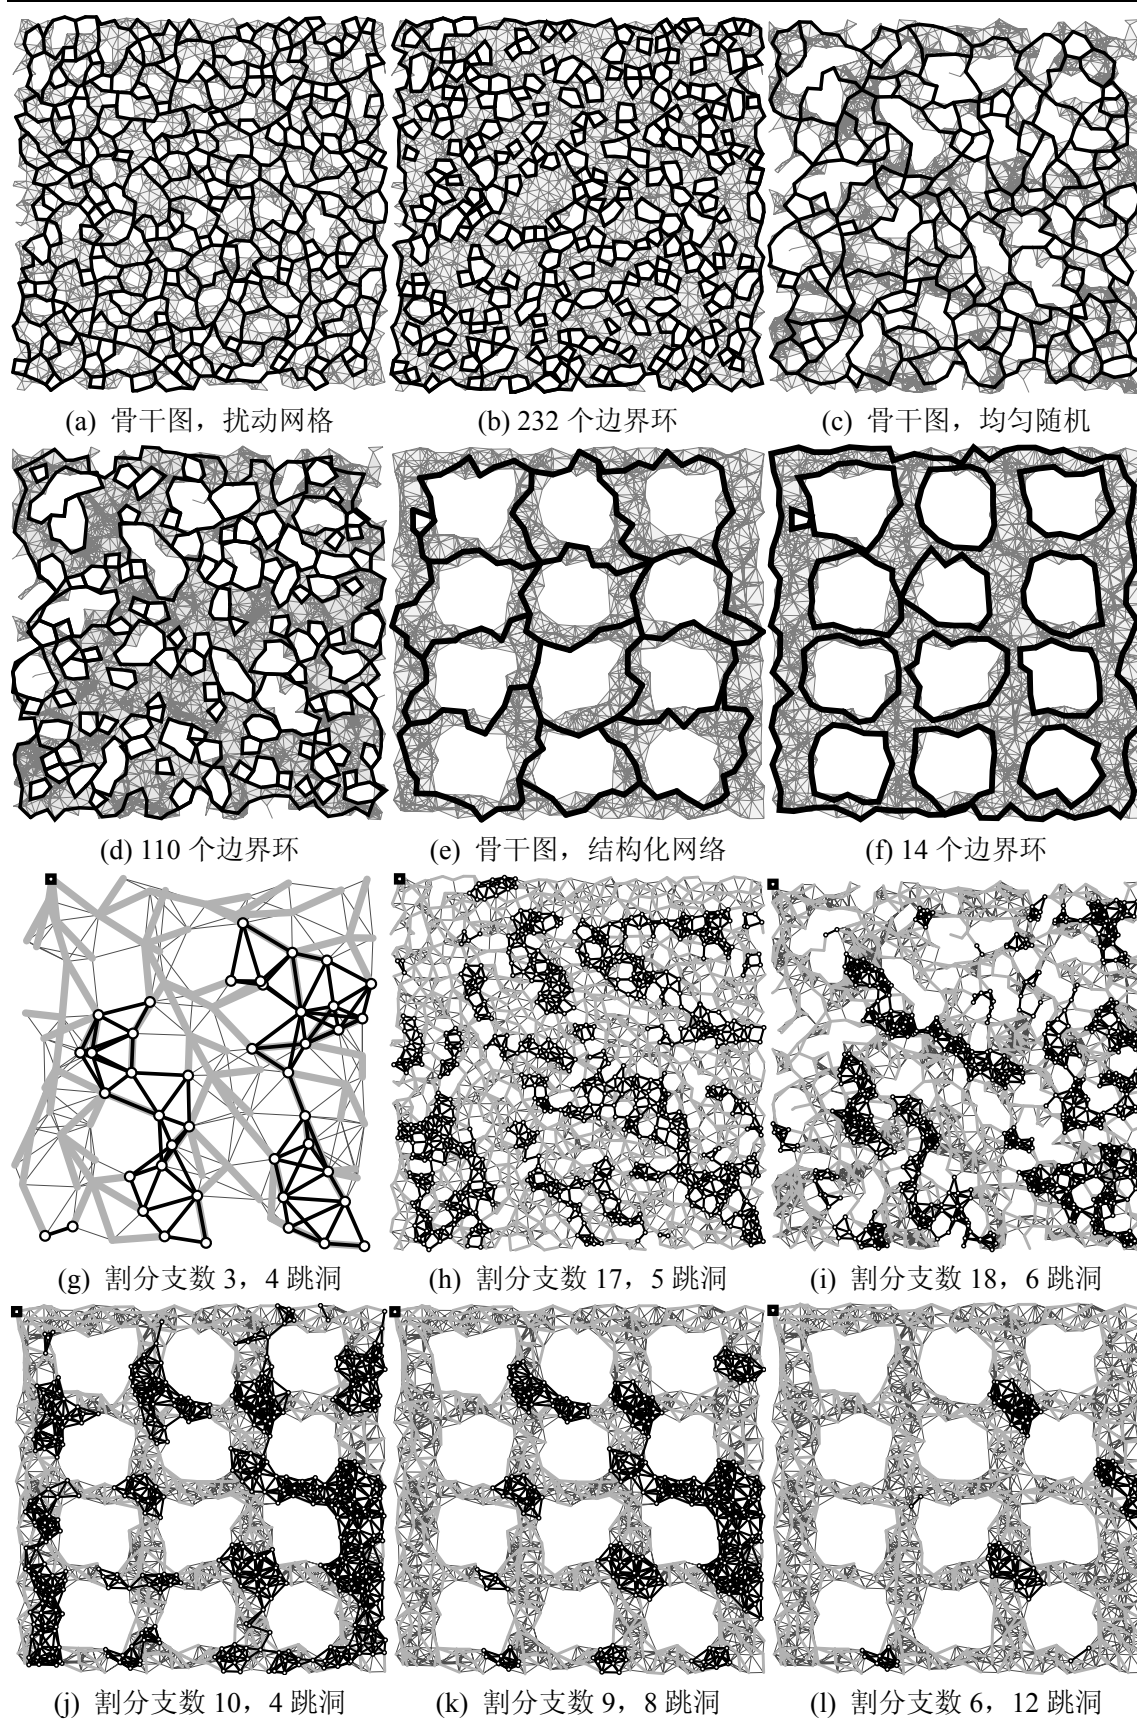 (a) 骨干图，扰动网格
(b) 232 个边界环
(c) 骨干图，均匀随机
(d) 110 个边界环
(e) 骨干图，结构化网络
(f) 14 个边界环
(g) 割分支数 3，4 跳洞
(h) 割分支数 17，5 跳洞
(i) 割分支数 18，6 跳洞
(j) 割分支数 10，4 跳洞
(k) 割分支数 9，8 跳洞
(l) 割分支数 6，12 跳洞